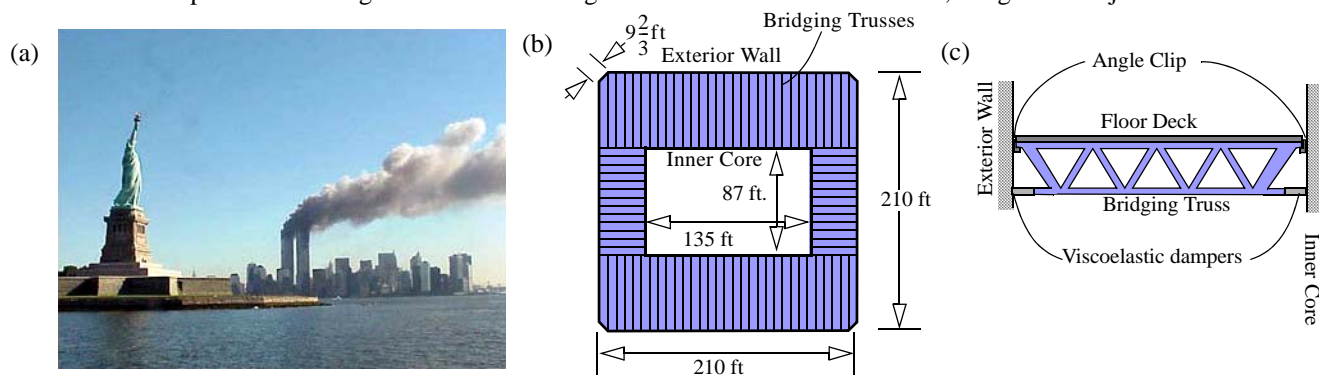 (a)
(b)
9 2/3 ft
Exterior Wall
Bridging Trusses
Inner Core
87 ft.
135 ft
210 ft
210 ft
(c)
Angle Clip
Exterior Wall
Floor Deck
Bridging Truss
Viscoelastic dampers
Inner Core